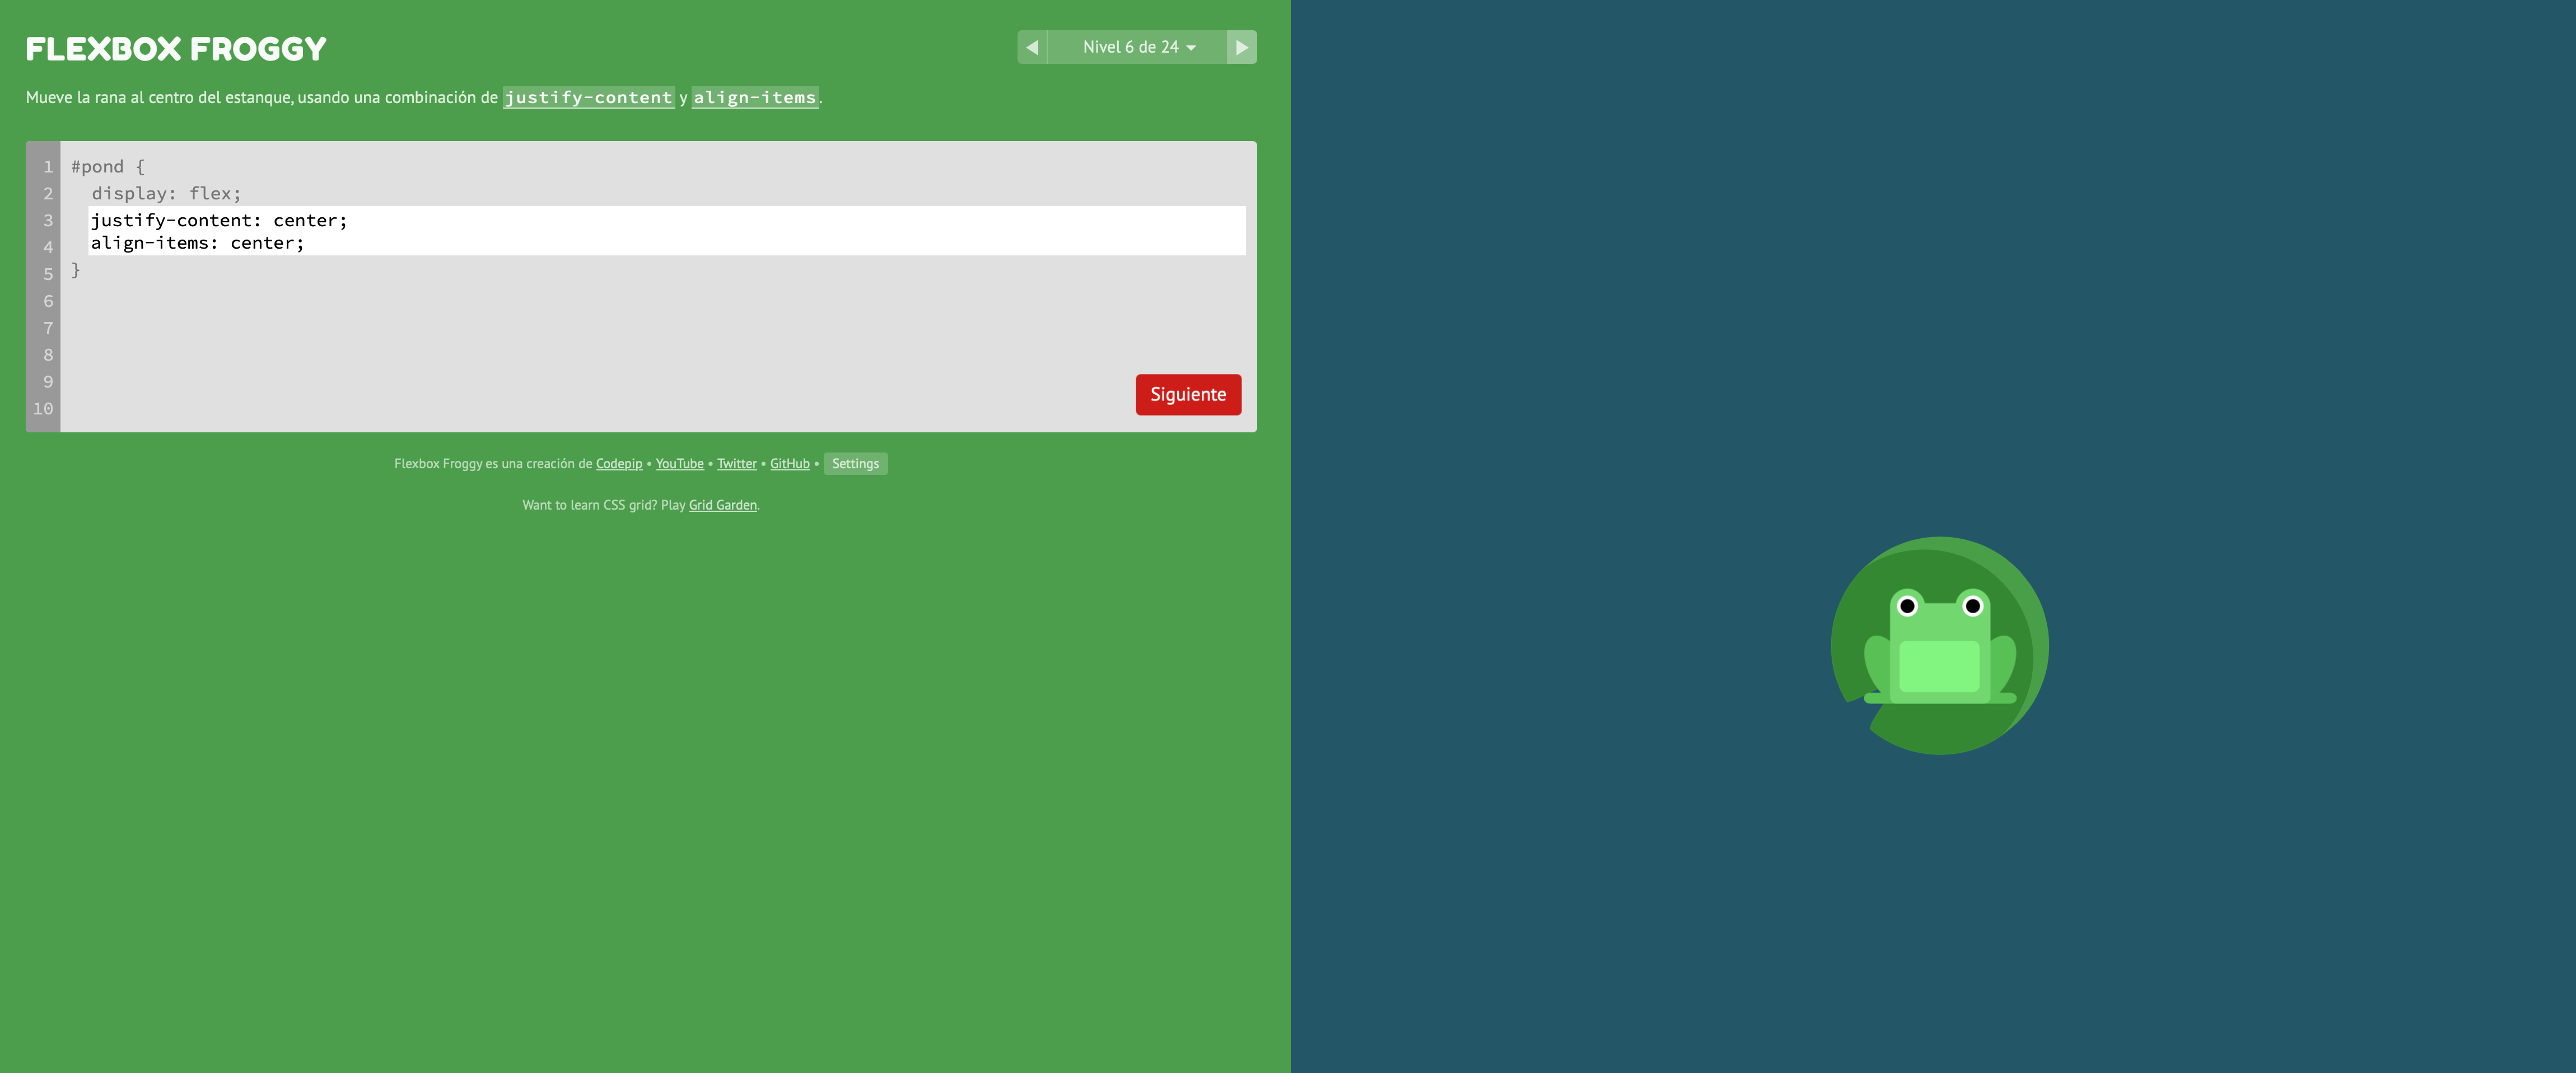 FLEXBOX FROGGY
Nivel 6 de 24
Mueve la rana al centro del estanque, usando una combinación de justify-content y align-items.
1 #pond {
2 display: flex;
3 justify-content: center;
4 align-items: center;
5 }
6
7
8
9
10
Siguiente
Flexbox Froggy es una creación de Codepip • YouTube • Twitter • GitHub • Settings
Want to learn CSS grid? Play Grid Garden.